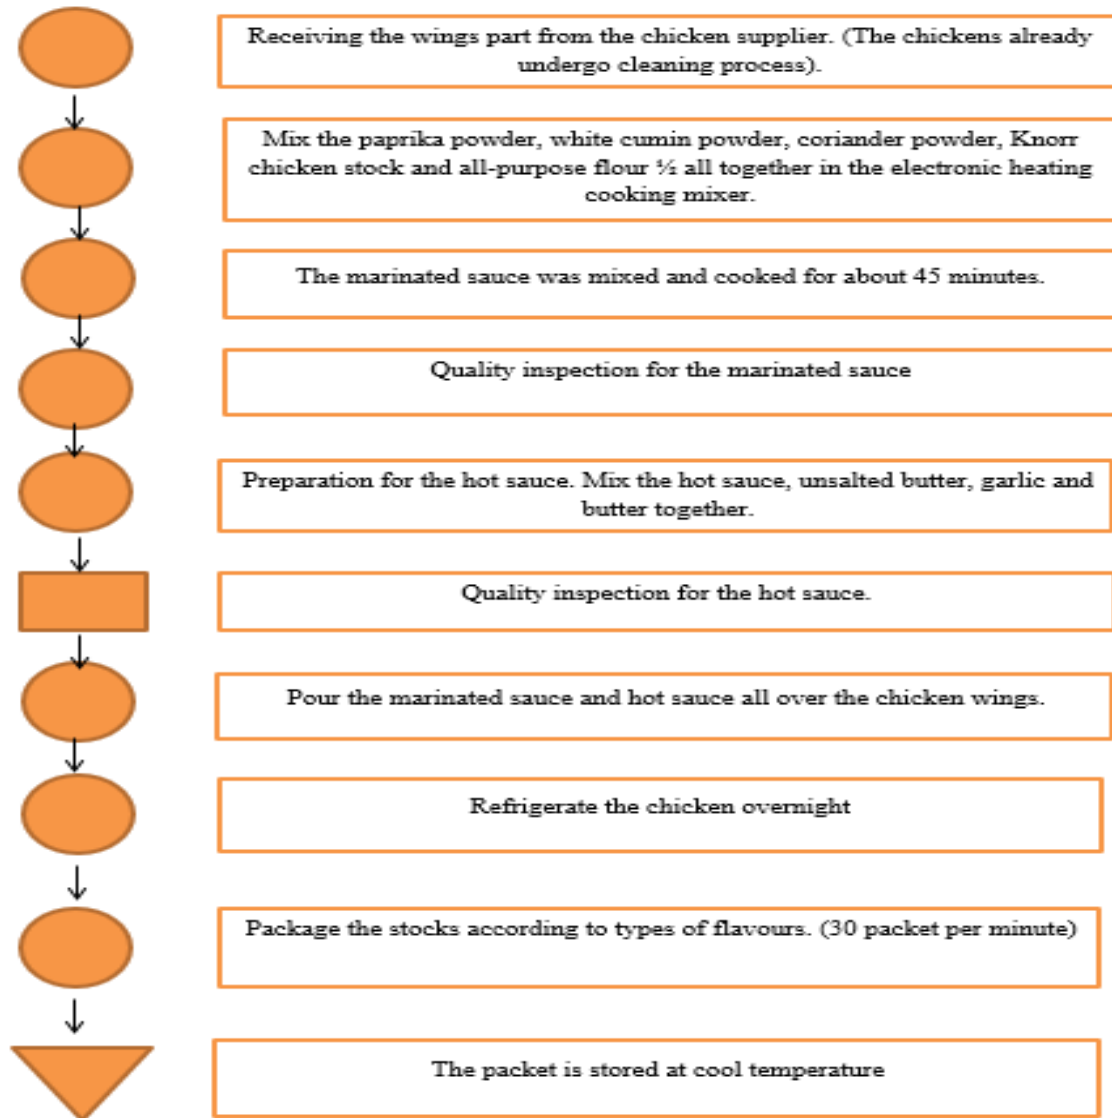 Receiving the wings part from the chicken supplier. (The chickens already
undergo cleaning process).
Mix the paprika powder, white cumin powder, coriander powder, Knorr
chicken stock and all-purpose flour ½ all together in the electronic heating
cooking mixer.
The marinated sauce was mixed and cooked for about 45 minutes.
Quality inspection for the marinated sauce
Preparation for the hot sauce. Mix the hot sauce, unsalted butter, garlic and
butter together.
Quality inspection for the hot sauce.
Pour the marinated sauce and hot sauce all over the chicken wings.
Refrigerate the chicken overnight
Package the stocks according to types of flavours. (30 packet per minute)
The packet is stored at cool temperature